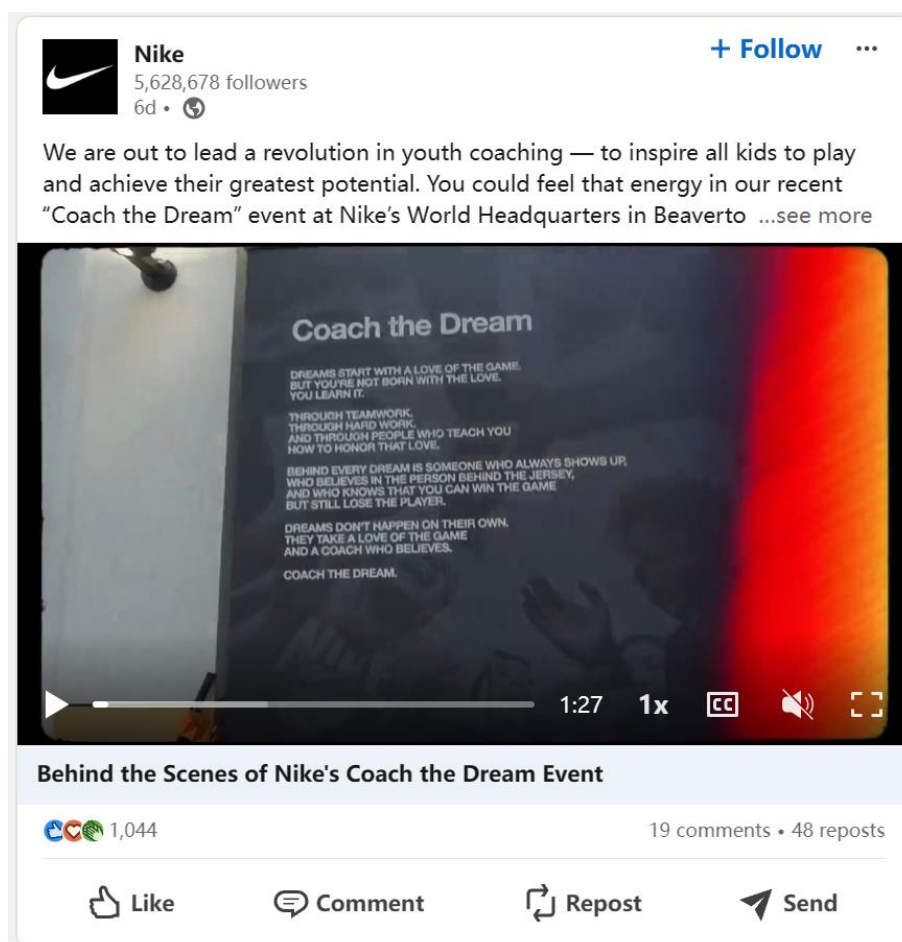 Nike
+ Follow ...
5,628,678 followers
6d •
We are out to lead a revolution in youth coaching — to inspire all kids to play
and achieve their greatest potential. You could feel that energy in our recent
“Coach the Dream” event at Nike’s World Headquarters in Beaverto ...see more
Coach the Dream
DREAMS START WITH A LOVE OF THE GAME.
BUT YOU'RE NOT BORN WITH THE LOVE.
YOU LEARN IT.
THROUGH TEAMWORK.
THROUGH HARD WORK.
AND THROUGH PEOPLE WHO TEACH YOU
HOW TO HONOR THAT LOVE.
BEHIND EVERY DREAM IS SOMEONE WHO ALWAYS SHOWS UP,
WHO BELIEVES IN THE PERSON BEHIND THE JERSEY,
AND WHO KNOWS THAT YOU CAN WIN THE GAME
BUT STILL LOSE THE PLAYER.
DREAMS DON'T HAPPEN ON THEIR OWN.
THEY TAKE A LOVE OF THE GAME
AND A COACH WHO BELIEVES.
COACH THE DREAM.
NIKE
1:27 1x CC
Behind the Scenes of Nike's Coach the Dream Event
1,044 19 comments • 48 reposts
Like Comment Repost Send